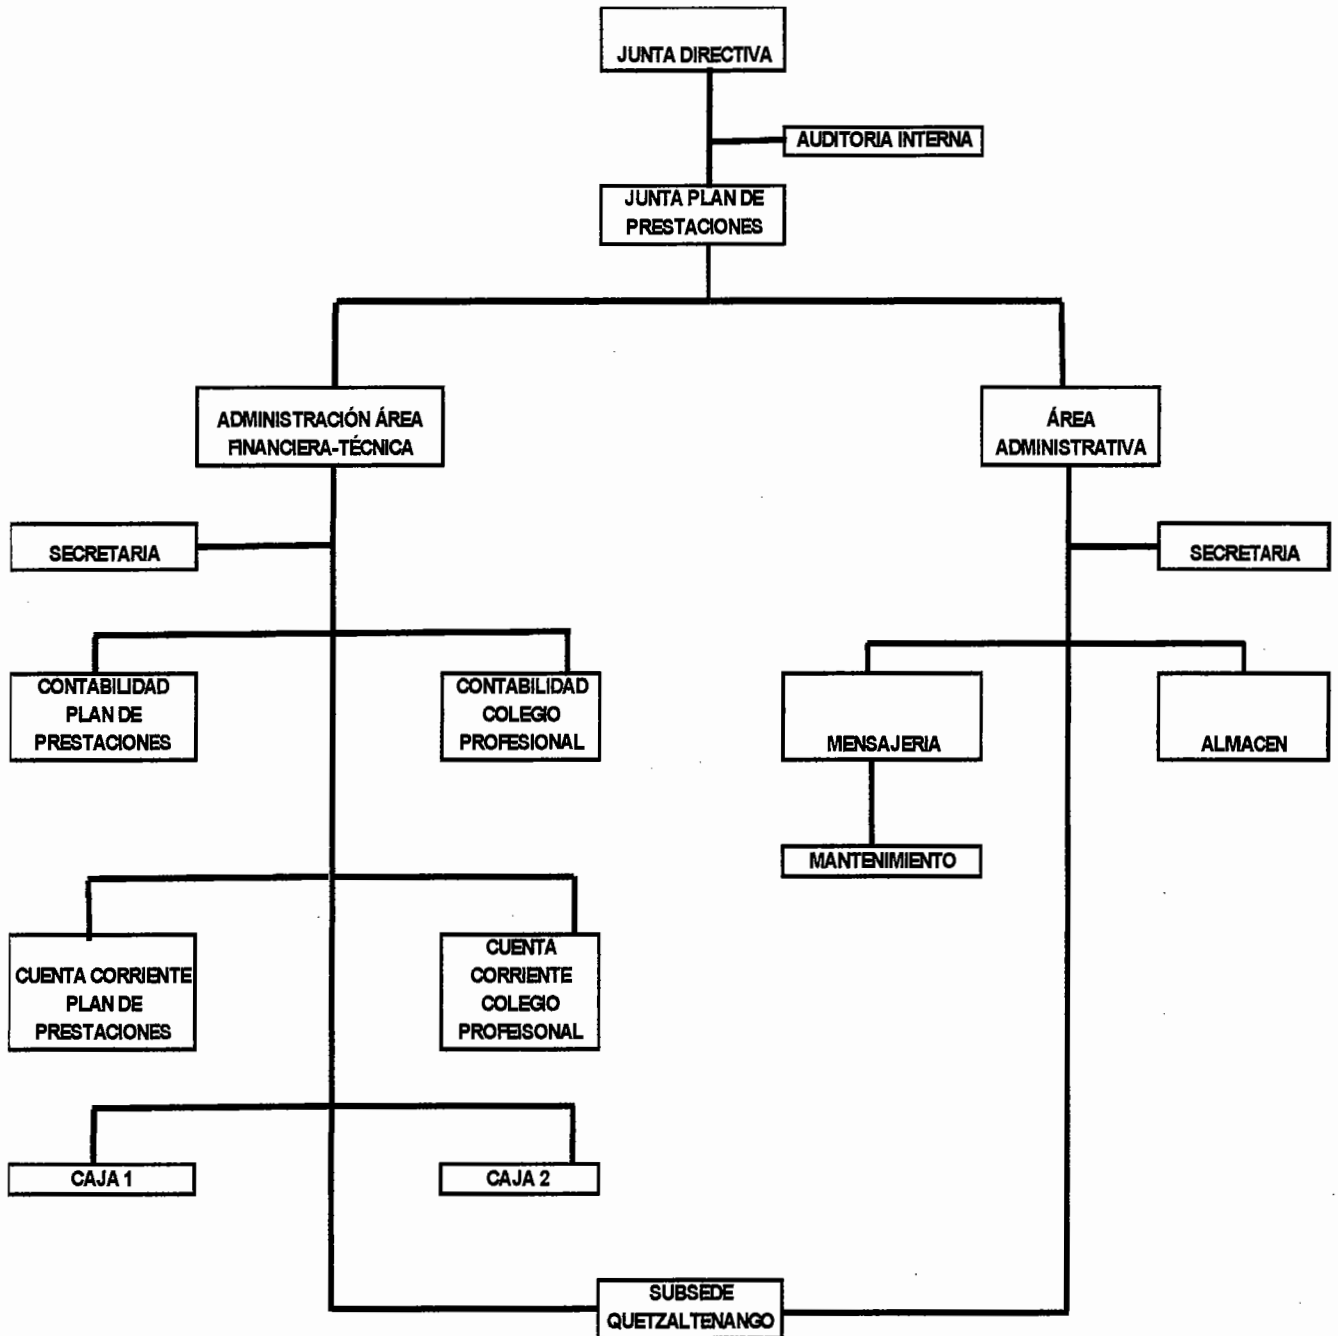 JUNTA DIRECTIVA
AUDITORIA INTERNA
JUNTA PLAN DE
PRESTACIONES
ADMINISTRACIÓN ÁREA
FINANCIERA-TÉCNICA
ÁREA
ADMINISTRATIVA
SECRETARIA
SECRETARIA
CONTABILIDAD
PLAN DE
PRESTACIONES
CONTABILIDAD
COLEGIO
PROFESIONAL
MENSAJERIA
ALMACEN
MANTENIMIENTO
CUENTA CORRIENTE
PLAN DE
PRESTACIONES
CUENTA
CORRIENTE
COLEGIO
PROFEISONAL
CAJA 1
CAJA 2
SUBSEDE
QUETZALTENANGO